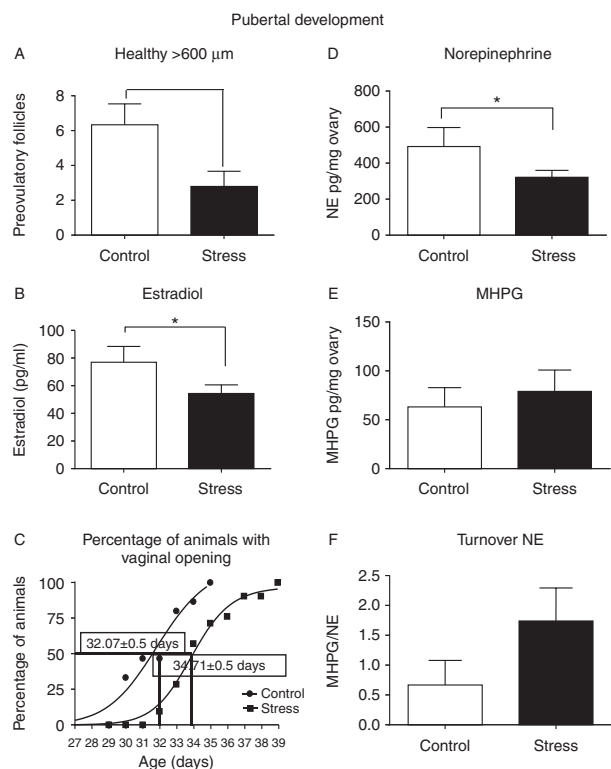 Pubertal development
A
Healthy >600 μm
Preovulatory follicles
8
6
4
2
0
Control
Stress
B
Estradiol
*
Estradiol (pg/ml)
100
80
60
40
20
0
Control
Stress
C
Percentage of animals with
vaginal opening
Percentage of animals
100
75
50
25
0
32.07±0.5 days
34.71±0.5 days
Control
Stress
27 28 29 30 31 32 33 34 35 36 37 38 39
Age (days)
D
Norepinephrine
*
NE pg/mg ovary
800
600
400
200
0
Control
Stress
E
MHPG
MHPG pg/mg ovary
150
100
50
0
Control
Stress
F
Turnover NE
MHPG/NE
2.5
2.0
1.5
1.0
0.5
0.0
Control
Stress